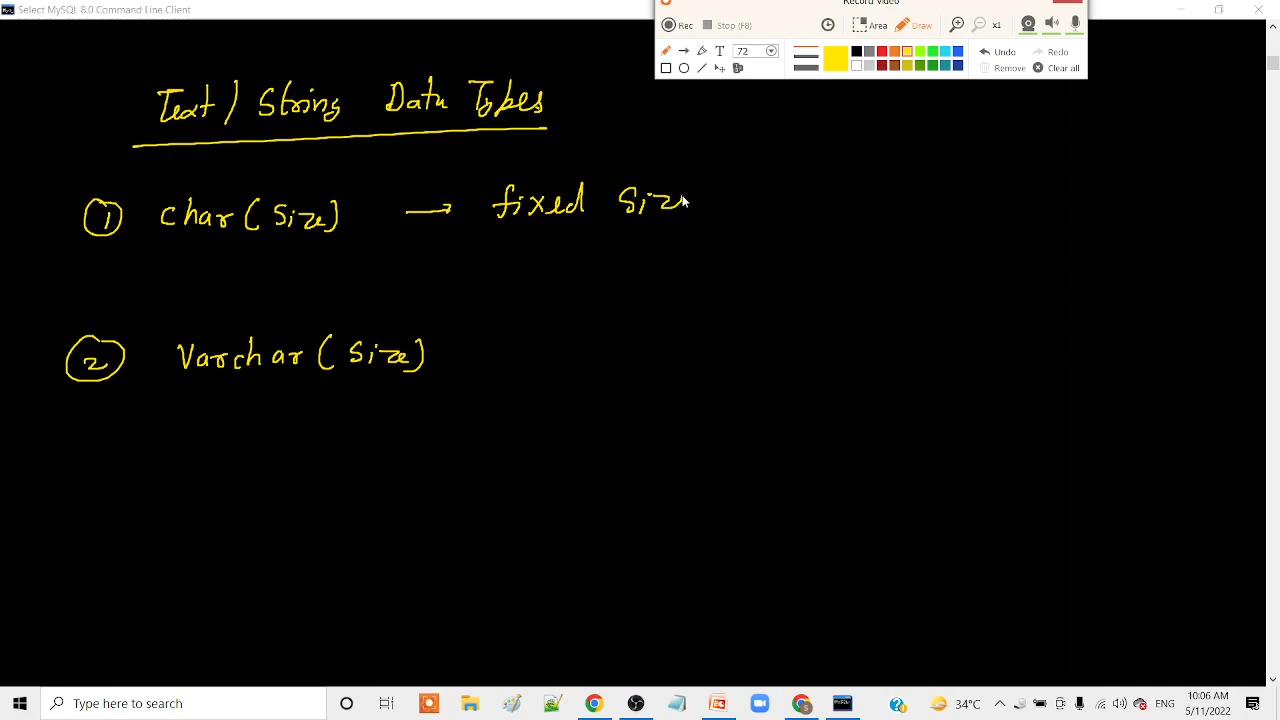 Select MySQL 8.0 Command Line Client
Record Video
Rec Stop (F8) Area Draw x1
T 72 Undo Redo
Remove Clear all
Text / String Data Types
1 char(size) → fixed Siz
2 Varchar(size)
Type here to search
34°C ENG 10:06 AM
5/11/2022